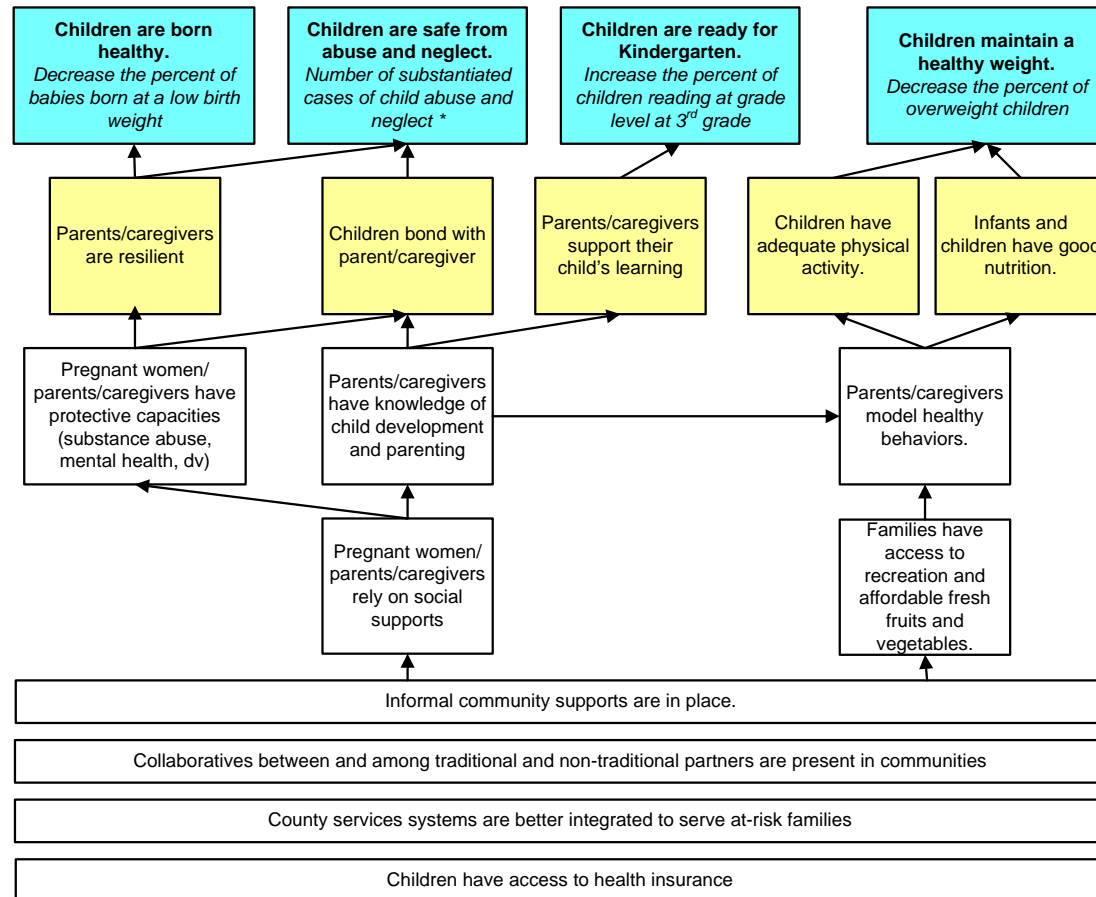 Children are born
healthy.
Decrease the percent of
babies born at a low birth
weight
Children are safe from
abuse and neglect.
Number of substantiated
cases of child abuse and
neglect *
Children are ready for
Kindergarten.
Increase the percent of
children reading at grade
level at 3rd grade
Children maintain a
healthy weight.
Decrease the percent of
overweight children
Parents/caregivers
are resilient
Children bond with
parent/caregiver
Parents/caregivers
support their
child’s learning
Children have
adequate physical
activity.
Infants and
children have good
nutrition.
Pregnant women/
parents/caregivers have
protective capacities
(substance abuse,
mental health, dv)
Parents/caregivers
have knowledge of
child development
and parenting
Parents/caregivers
model healthy
behaviors.
Pregnant women/
parents/caregivers
rely on social
supports
Families have
access to
recreation and
affordable fresh
fruits and
vegetables.
Informal community supports are in place.
Collaboratives between and among traditional and non-traditional partners are present in communities
County services systems are better integrated to serve at-risk families
Children have access to health insurance